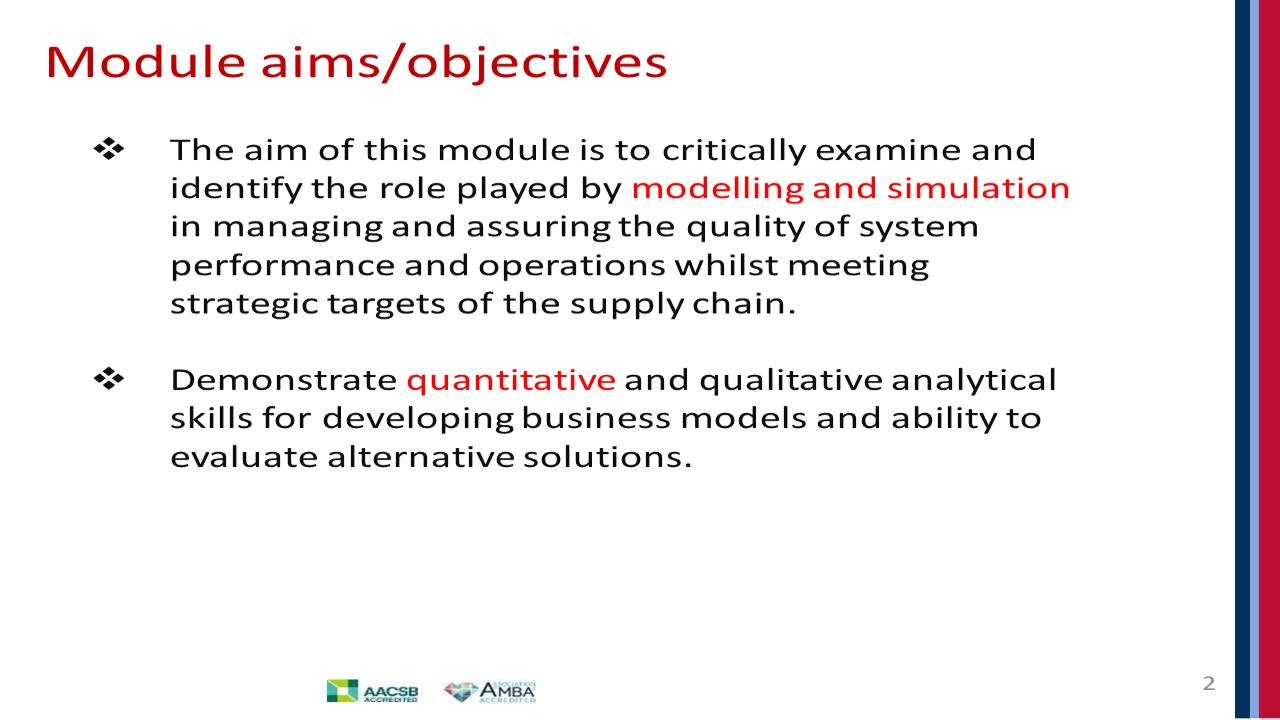 Module aims/objectives
❖ The aim of this module is to critically examine and
identify the role played by modelling and simulation
in managing and assuring the quality of system
performance and operations whilst meeting
strategic targets of the supply chain.
❖ Demonstrate quantitative and qualitative analytical
skills for developing business models and ability to
evaluate alternative solutions.
AACSB
ACCREDITED
ASSOCIATION
AMBA
ACCREDITED
2